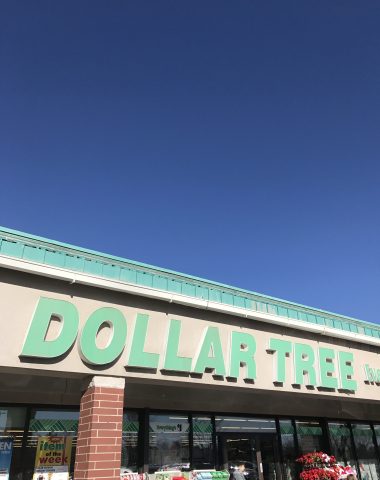 DOLLAR TREE
item
of the
week